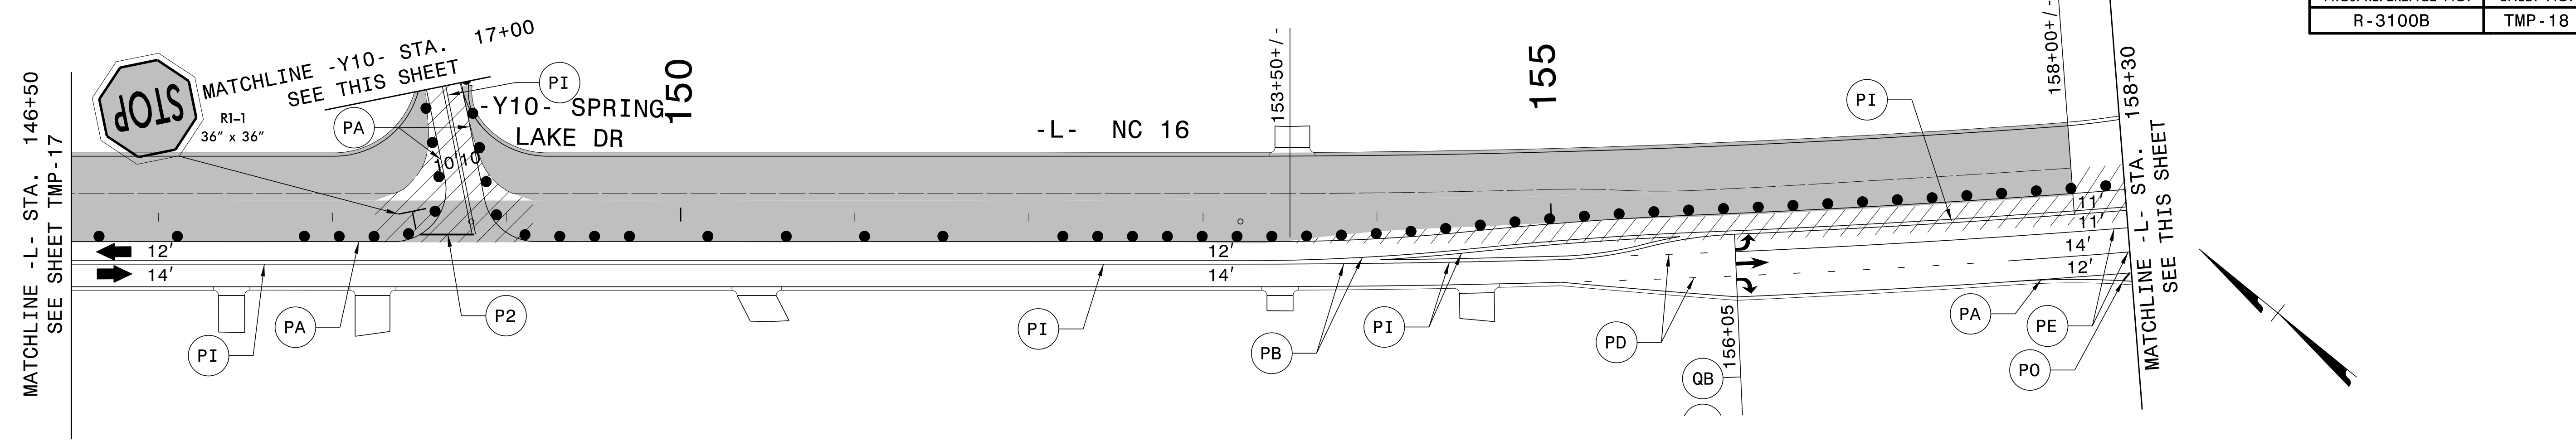 R-3100B
TMP-18
MATCHLINE -L- STA. 146+50
SEE SHEET TMP-17
STOP
R1-1
36" x 36"
MATCHLINE -Y10- STA. 17+00
SEE THIS SHEET
PI
PA
-Y10- SPRING
LAKE DR
10' 10'
150
-L- NC 16
153+50+/-
155
PI
158+00+/-
158+30
MATCHLINE -L- STA.
SEE THIS SHEET
12'
14'
12'
14'
11'
11'
14'
12'
PI
PA
P2
PI
PB
PI
PD
156+05
QB
PA
PE
PO